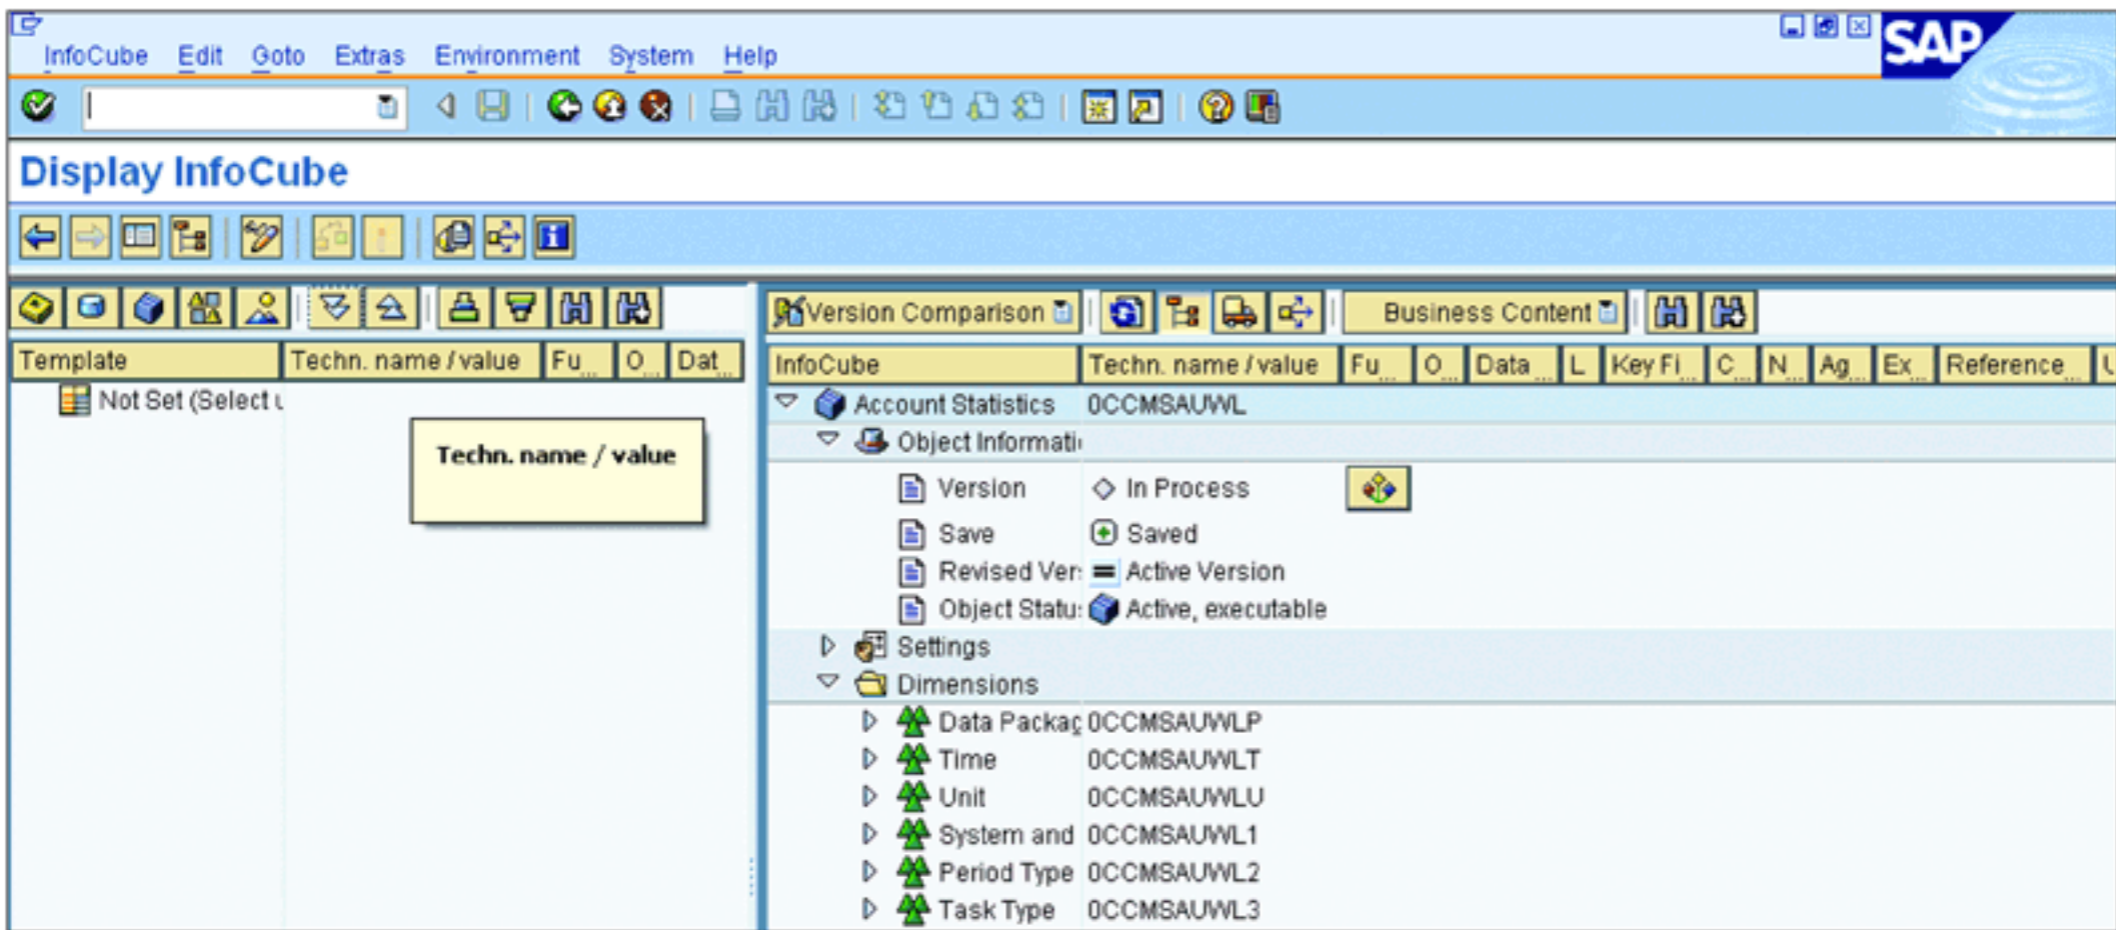 InfoCube Edit Goto Extras Environment System Help
SAP
Display InfoCube
Version Comparison Business Content
Template Techn. name / value Fu... O... Dat...
InfoCube Techn. name / value Fu... O... Data ... L Key Fi... C... N... Ag... Ex... Reference...
Not Set (Select
Techn. name / value
Account Statistics 0CCMSAUWL
Object Informati
Version In Process
Save Saved
Revised Ver Active Version
Object Statu Active, executable
Settings
Dimensions
Data Packag 0CCMSAUWLP
Time 0CCMSAUWLT
Unit 0CCMSAUWLU
System and 0CCMSAUWL1
Period Type 0CCMSAUWL2
Task Type 0CCMSAUWL3